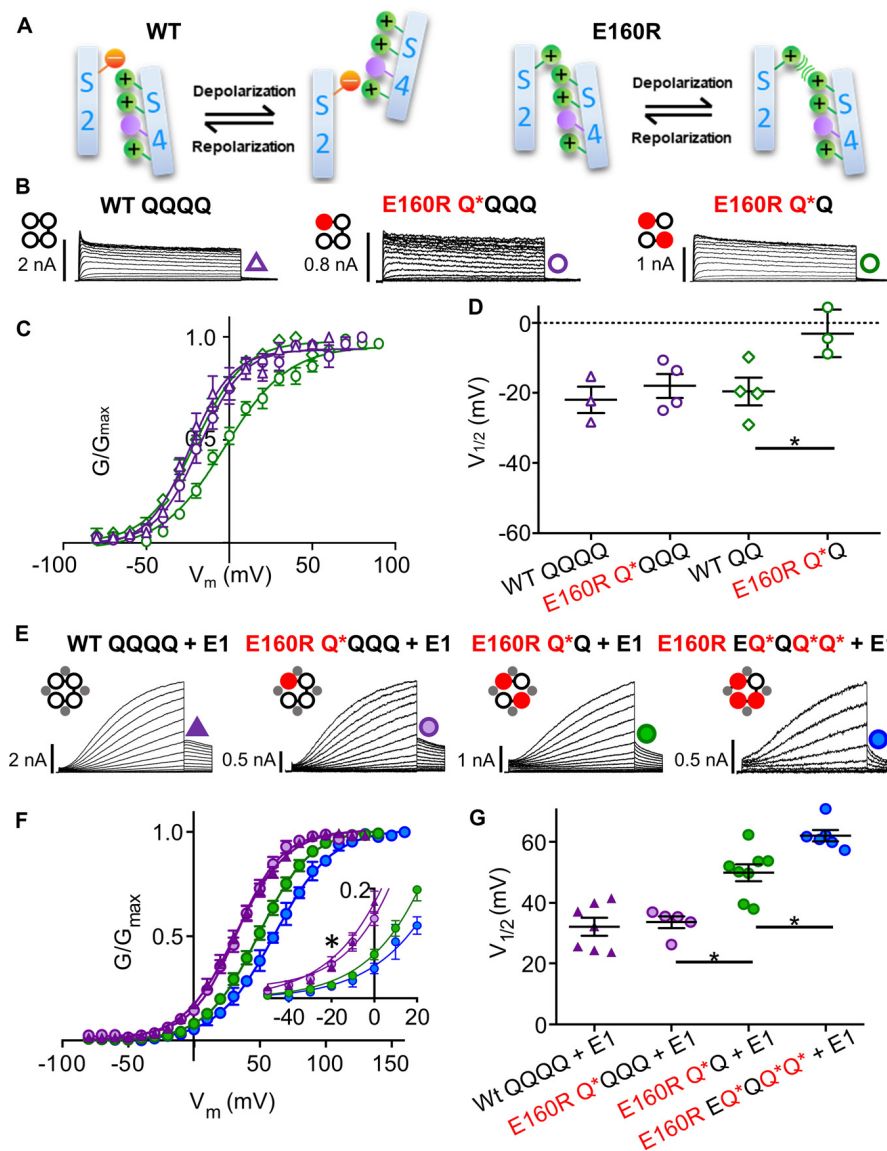 A
WT
E160R
S
2
−
+
+
+
S
4
Depolarization
Repolarization
S
2
−
+
+
+
S
4
S
2
+
+
+
+
S
4
Depolarization
Repolarization
S
2
+
+
+
+
S
4
B
WT QQQQ
E160R Q*QQQ
E160R Q*Q
2 nA
0.8 nA
1 nA
C
1.0
0.5
G/Gmax
-100
-50
50
100
Vm (mV)
D
0
-20
-40
-60
V1/2 (mV)
*
WT QQQQ
E160R Q*QQQ
WT QQ
E160R Q*Q
E
WT QQQQ + E1
E160R Q*QQQ + E1
E160R Q*Q + E1
E160R EQ*QQ*Q* + E1
2 nA
0.5 nA
1 nA
0.5 nA
F
1.0
0.5
G/Gmax
0.2
*
-40
-20
0
20
-100
-50
0
50
100
150
Vm (mV)
G
60
40
20
0
V1/2 (mV)
*
*
Wt QQQQ + E1
E160R Q*QQQ + E1
E160R Q*Q + E1
E160R EQ*QQ*Q* + E1